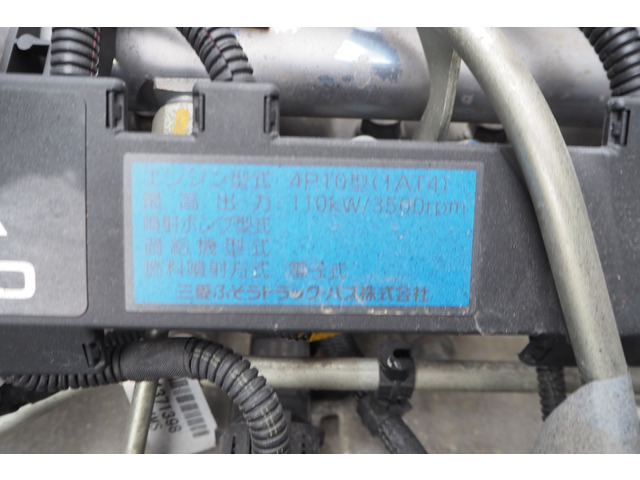 エンジン型式 4P10型(1AT4)
最高出力 110kW/3500rpm
噴射ポンプ型式
過給機型式
燃料噴射方式 電子式
三菱ふそうトラック・バス株式会社